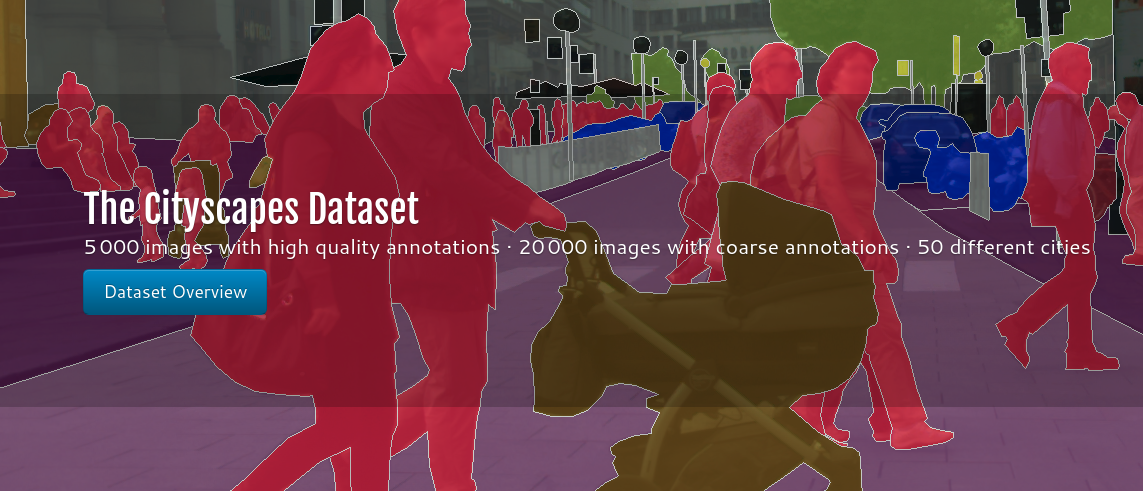 The Cityscapes Dataset
5 000 images with high quality annotations · 20 000 images with coarse annotations · 50 different cities
Dataset Overview